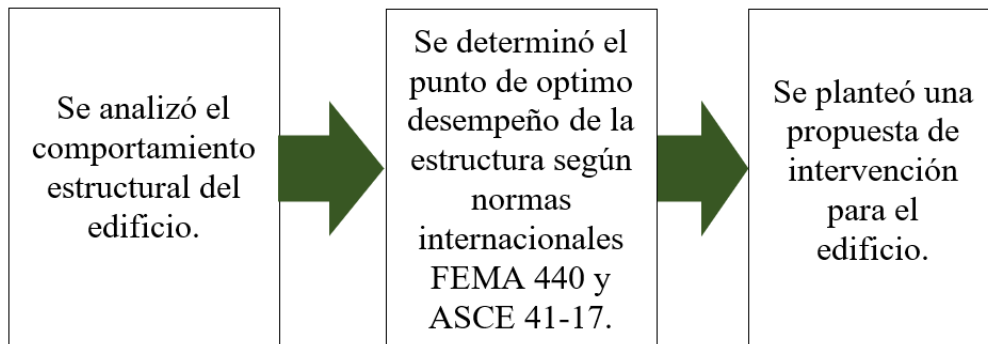 Se analizó el
comportamiento
estructural del
edificio.
Se determinó el
punto de optimo
desempeño de la
estructura según
normas
internacionales
FEMA 440 y
ASCE 41-17.
Se planteó una
propuesta de
intervención
para el
edificio.